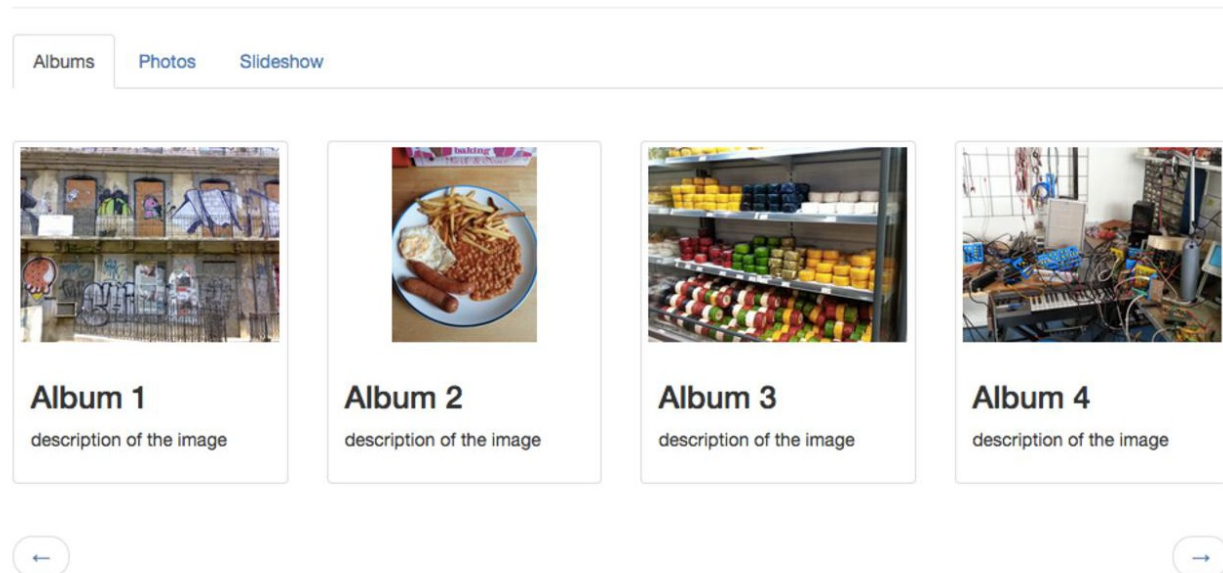 Albums Photos Slideshow
baking
Album 1
description of the image
Album 2
description of the image
Album 3
description of the image
Album 4
description of the image
← →